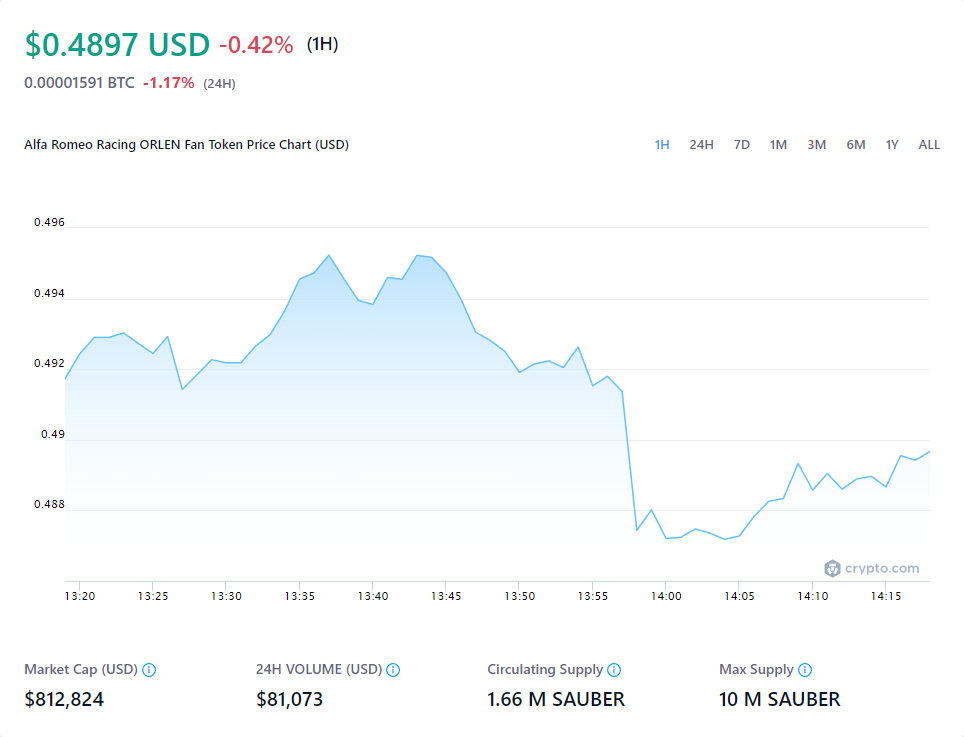 $0.4897 USD -0.42% (1H)
0.00001591 BTC -1.17% (24H)
Alfa Romeo Racing ORLEN Fan Token Price Chart (USD) 1H 24H 7D 1M 3M 6M 1Y ALL
0.496
0.494
0.492
0.49
0.488
crypto.com
13:20 13:25 13:30 13:35 13:40 13:45 13:50 13:55 14:00 14:05 14:10 14:15
Market Cap (USD) 24H VOLUME (USD) Circulating Supply Max Supply
$812,824 $81,073 1.66 M SAUBER 10 M SAUBER